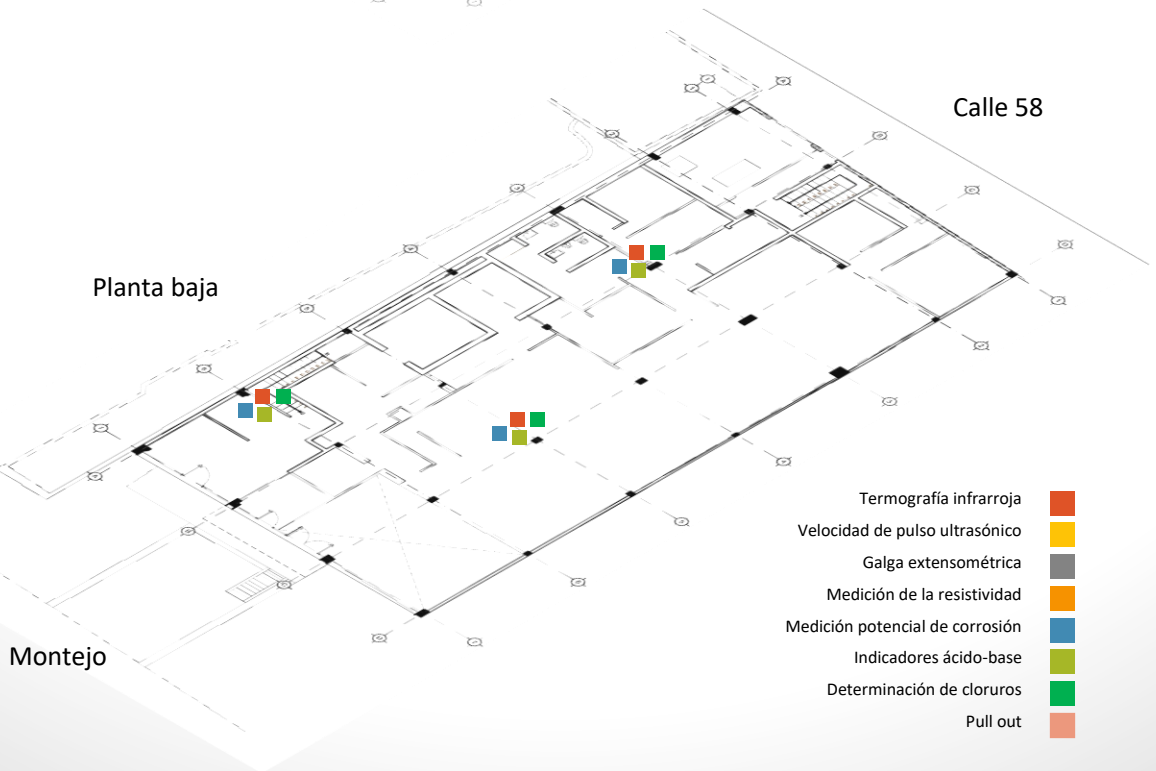 Calle 58
Planta baja
Termografía infrarroja
Velocidad de pulso ultrasónico
Galga extensométrica
Medición de la resistividad
Medición potencial de corrosión
Indicadores ácido-base
Determinación de cloruros
Pull out
Montejo